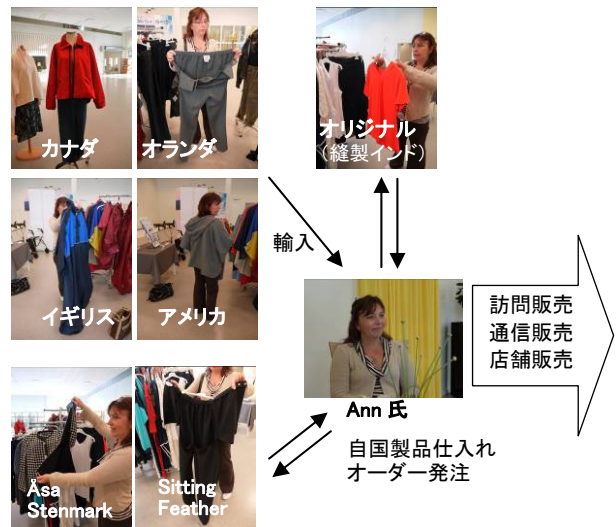 カナダ
オランダ
オリジナル
（縫製インド）
輸入
イギリス
アメリカ
訪問販売
通信販売
店舗販売
Ann 氏
自国製品仕入れ
オーダー発注
Åsa
Stenmark
Sitting
Feather